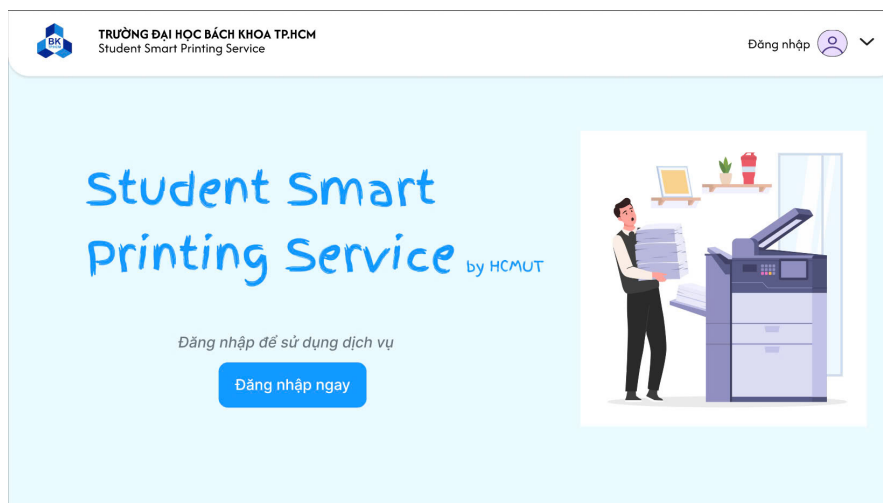 BK
TRƯỜNG ĐẠI HỌC BÁCH KHOA TP.HCM
Student Smart Printing Service
Đăng nhập
Student Smart
Printing Service by HCMUT
Đăng nhập để sử dụng dịch vụ
Đăng nhập ngay